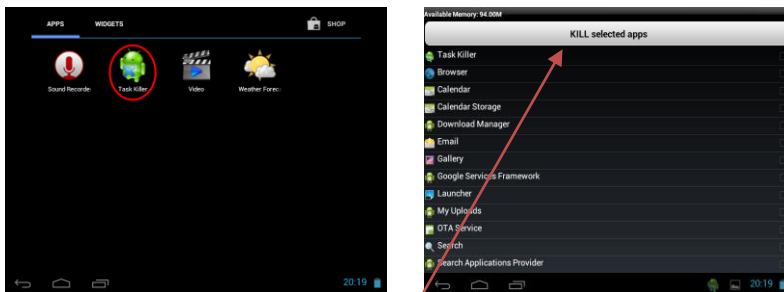 APPS WIDGETS SHOP
Sound Recorde Task Killer Video Weather Forec
20:19
Available Memory: 94.00M
KILL selected apps
Task Killer
Browser
Calendar
Calendar Storage
Download Manager
Email
Gallery
Google Services Framework
Launcher
My Uploads
OTA Service
Search
Search Applications Provider
20:19